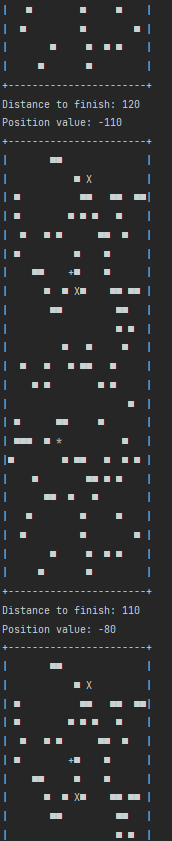 Distance to finish: 120
Position value: -110
X
+
X
*
Distance to finish: 110
Position value: -80
X
+
X